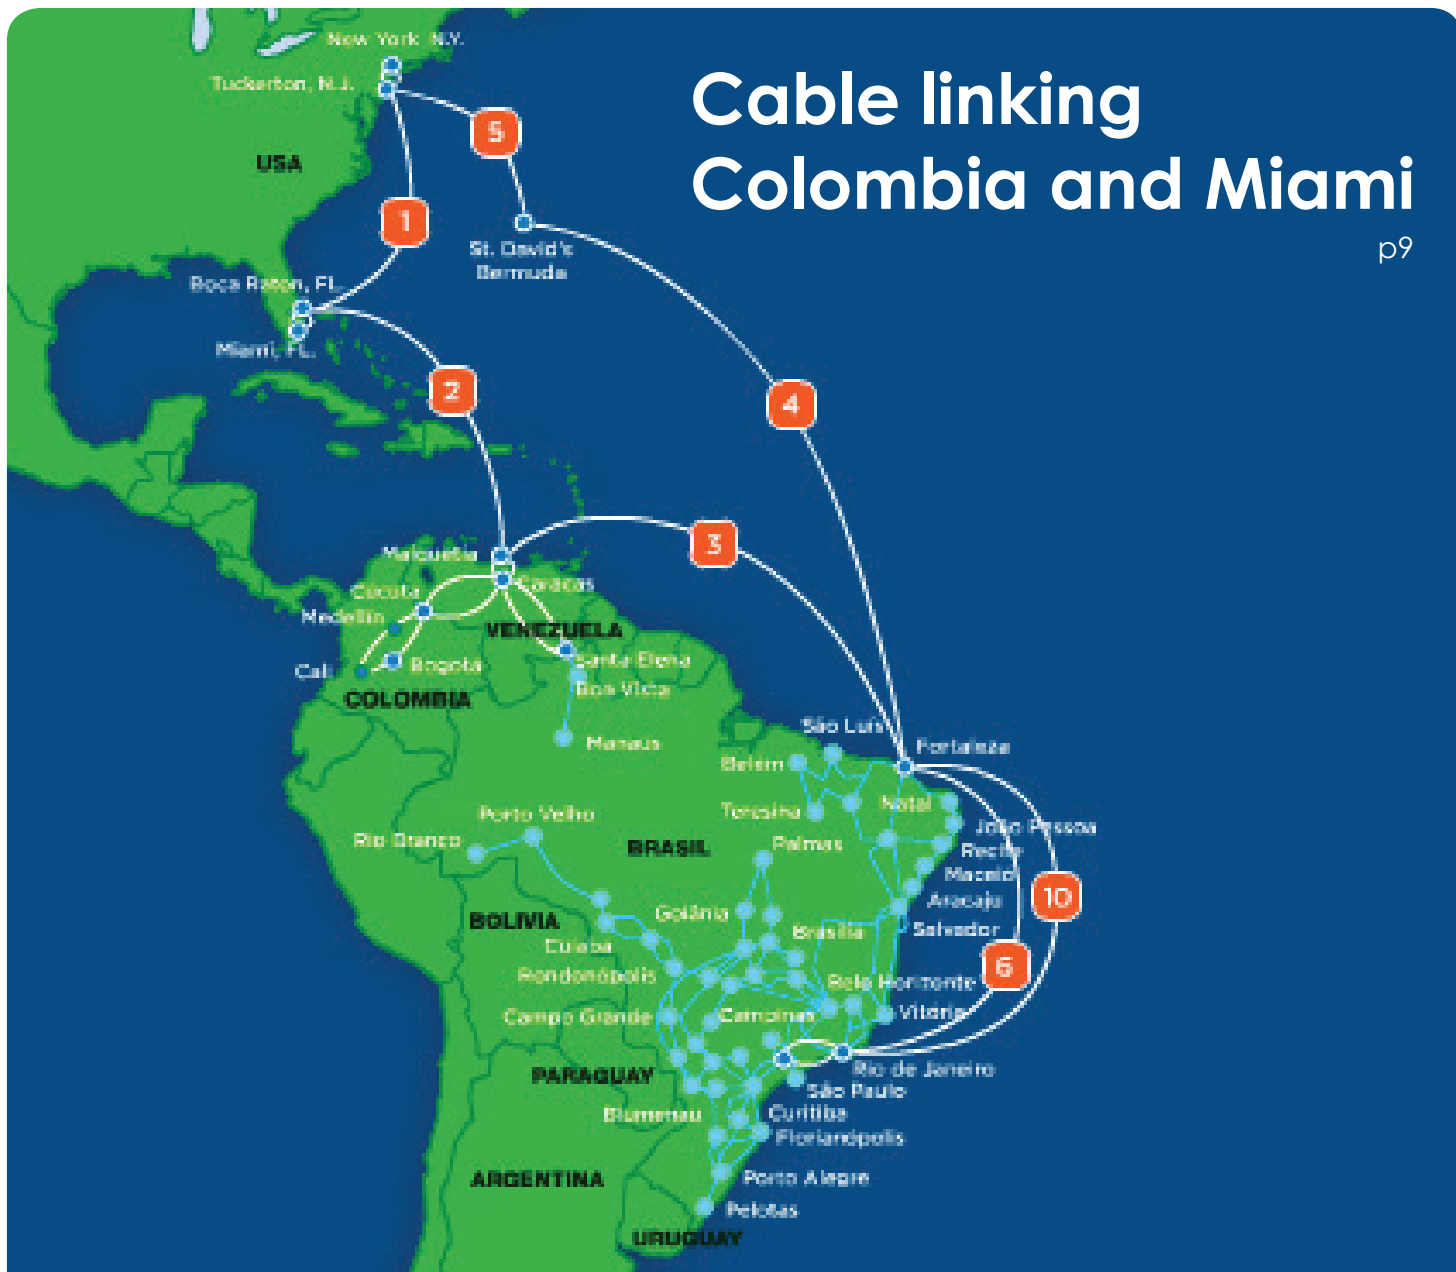 New York N.Y.
Tuckerton, N.J.
Cable linking
Colombia and Miami
p9
5
USA
1
St. David's
Bermuda
Boca Raton, FL.
Miami, FL.
2
4
3
Maiquetia
Caracas
Cúcuta
Medellín
VENEZUELA
Cali
Bogotá
Santa Elena
Boa Vista
COLOMBIA
Manaus
São Luís
Fortaleza
Belém
Teresina
Natal
Porto Velho
João Pessoa
Rio Branco
BRASIL
Palmas
Recife
Maceió
10
Aracaju
Goiânia
BOLIVIA
Brasília
Salvador
Cuiabá
6
Rondonópolis
Belo Horizonte
Campo Grande
Campinas
Vitória
Rio de Janeiro
PARAGUAY
São Paulo
Blumenau
Curitiba
Florianópolis
ARGENTINA
Porto Alegre
Pelotas
URUGUAY